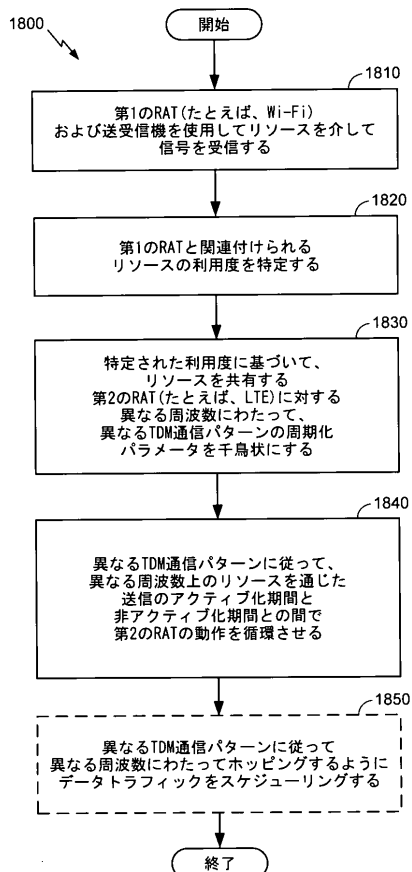 1800
開始
1810
第1のRAT(たとえば、Wi-Fi)
および送受信機を使用してリソースを介して
信号を受信する
1820
第1のRATと関連付けられる
リソースの利用度を特定する
1830
特定された利用度に基づいて、
リソースを共有する
第2のRAT(たとえば、LTE)に対する
異なる周波数にわたって、
異なるTDM通信パターンの周期化
パラメータを千鳥状にする
1840
異なるTDM通信パターンに従って、
異なる周波数上のリソースを通じた
送信のアクティブ化期間と
非アクティブ化期間との間で
第2のRATの動作を循環させる
1850
異なるTDM通信パターンに従って
異なる周波数にわたってホッピングするように
データトラフィックをスケジューリングする
終了